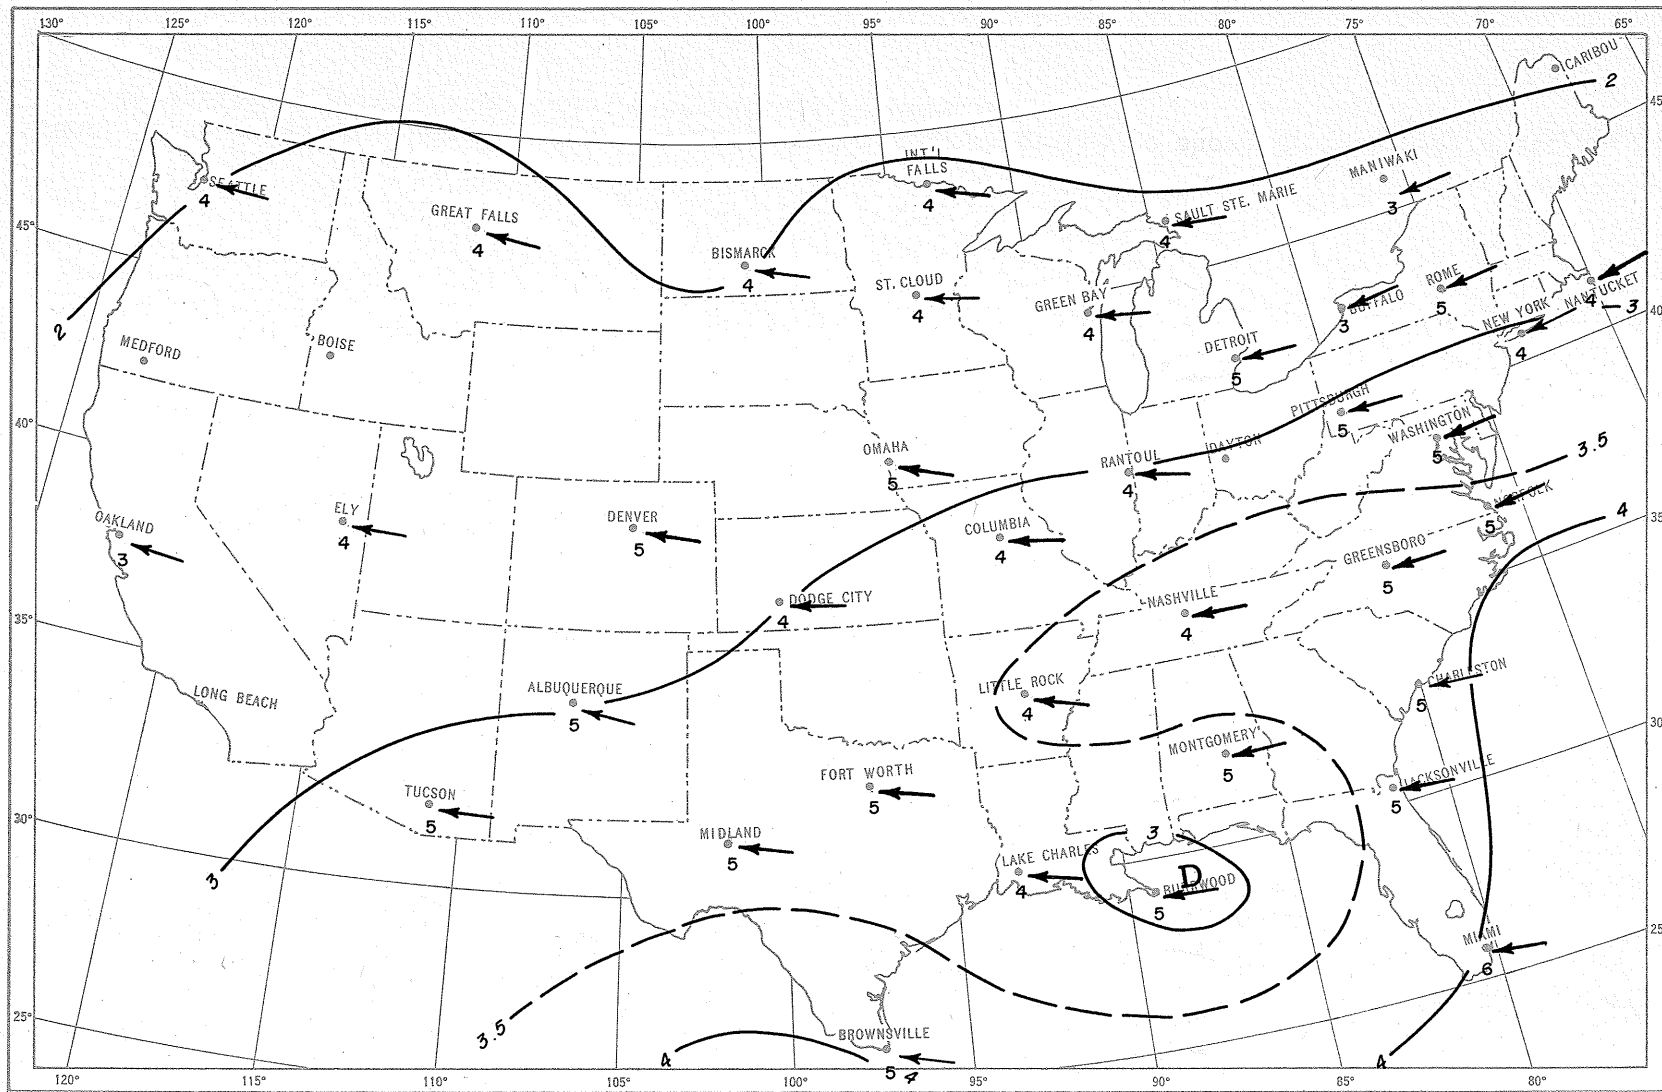 130° 125° 120° 115° 110° 105° 100° 95° 90° 85° 80° 75° 70° 65°
CARIBOU
2
45°
INT'L
FALLS
4
MANIWAKI
3
SEATTLE
4
GREAT FALLS
4
SAULT STE. MARIE
4
45°
BISMARCK
4
ST. CLOUD
4
GREEN BAY
4
BUFFALO
3
ROME
5
NANTUCKET
4
3
40°
2
MEDFORD
BOISE
DETROIT
5
NEW YORK
4
PITTSBURGH
5
WASHINGTON
5
40°
OMAHA
5
RANTOUL
4
DAYTON
3.5
OAKLAND
3
ELY
4
DENVER
5
COLUMBIA
4
NORFOLK
5
4
35°
GREENSBORO
5
DODGE CITY
4
NASHVILLE
4
35°
LONG BEACH
ALBUQUERQUE
5
LITTLE ROCK
4
CHARLESTON
5
30°
MONTGOMERY
5
TUCSON
5
FORT WORTH
5
JACKSONVILLE
5
30°
MIDLAND
5
3
LAKE CHARLES
4
D
BURRWOOD
5
3
25°
MIAMI
6
25°
3.5
BROWNSVILLE
5
4
4
4
120° 115° 110° 105° 100° 95° 90° 85° 80°